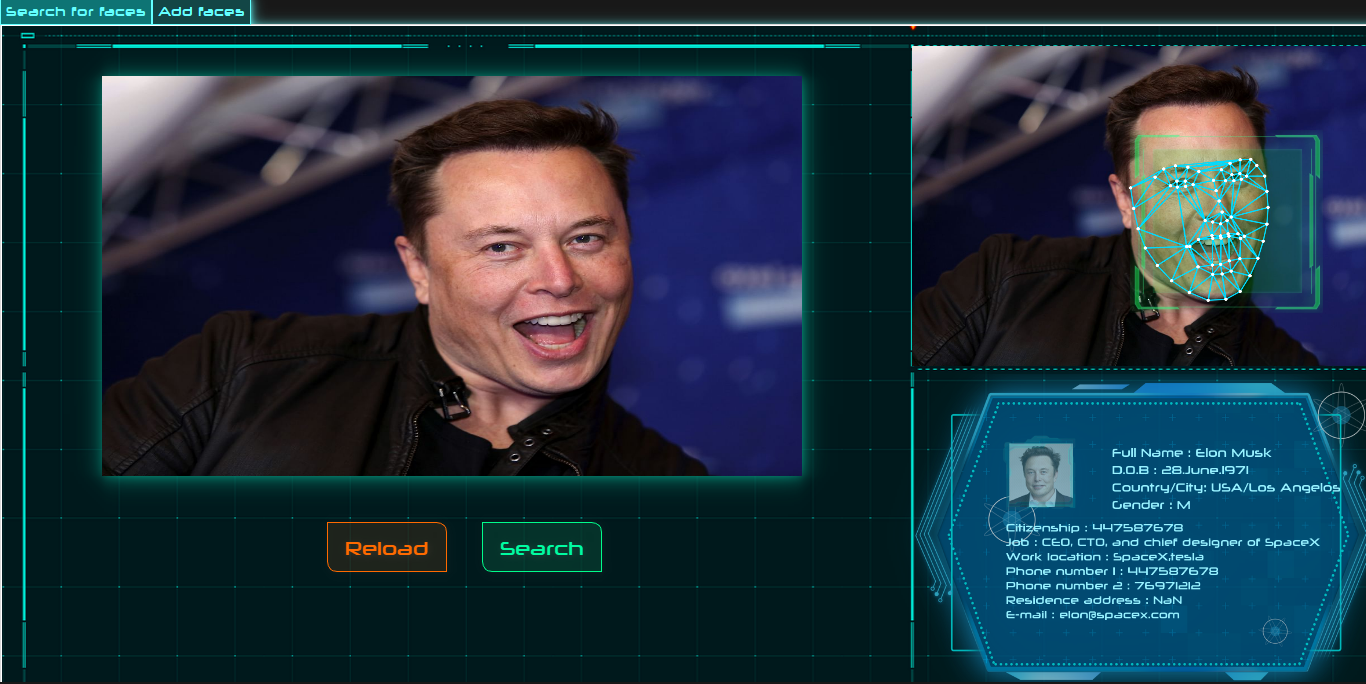 Search for faces
Add faces
Reload
Search
Full Name : Elon Musk
D.O.B : 28.June.1971
Country/City: USA/Los Angelos
Gender : M
Citizenship : 447587678
Job : CEO, CTO, and chief designer of SpaceX
Work location : SpaceX,tesla
Phone number 1 : 447587678
Phone number 2 : 76971212
Residence address : NaN
E-mail : elon@spacex.com